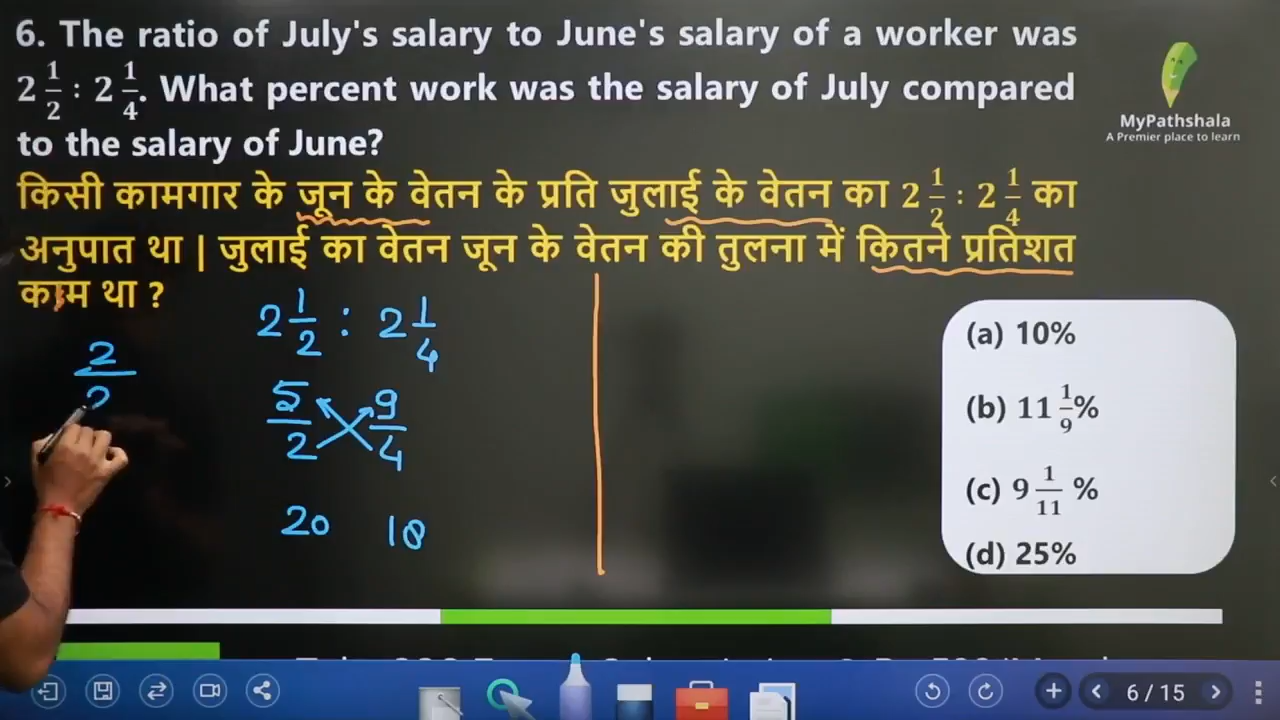 6. The ratio of July's salary to June's salary of a worker was
2 1/2 : 2 1/4. What percent work was the salary of July compared
to the salary of June?
MyPathshala
A Premier place to learn
किसी कामगार के जून के वेतन के प्रति जुलाई के वेतन का 2 1/2 : 2 1/4 का
अनुपात था | जुलाई का वेतन जून के वेतन की तुलना में कितने प्रतिशत
काम था ?
2 1/2 : 2 1/4
5/2 9/4
20 18
2/2
(a) 10%
(b) 11 1/9%
(c) 9 1/11 %
(d) 25%
6 / 15